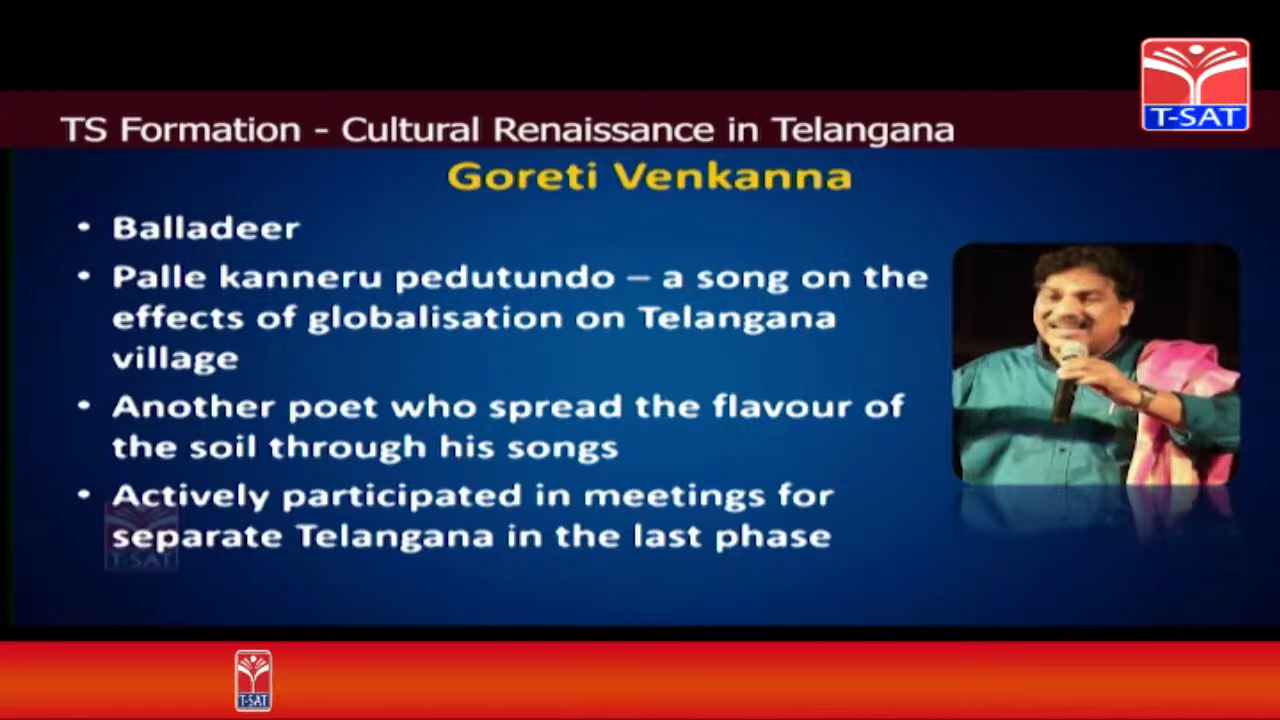 T-SAT
TS Formation - Cultural Renaissance in Telangana
Goreti Venkanna
• Balladeer
• Palle kanneru pedutundo – a song on the
effects of globalisation on Telangana
village
• Another poet who spread the flavour of
the soil through his songs
• Actively participated in meetings for
separate Telangana in the last phase
T-SAT
T-SAT